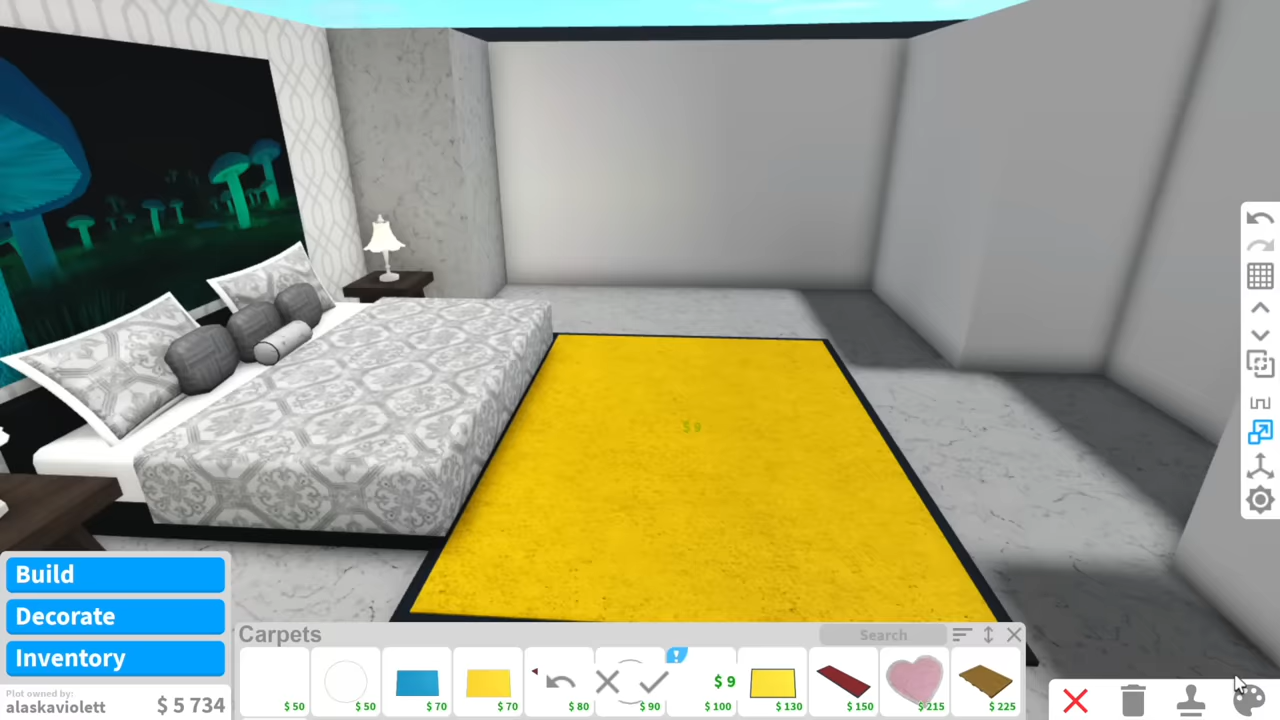 $ 9
Build
Decorate
Inventory
Plot owned by:
alaskaviolett
$ 5 734
Carpets
Search
$ 9
$ 50
$ 50
$ 70
$ 70
$ 80
$ 90
$ 100
$ 130
$ 150
$ 215
$ 225